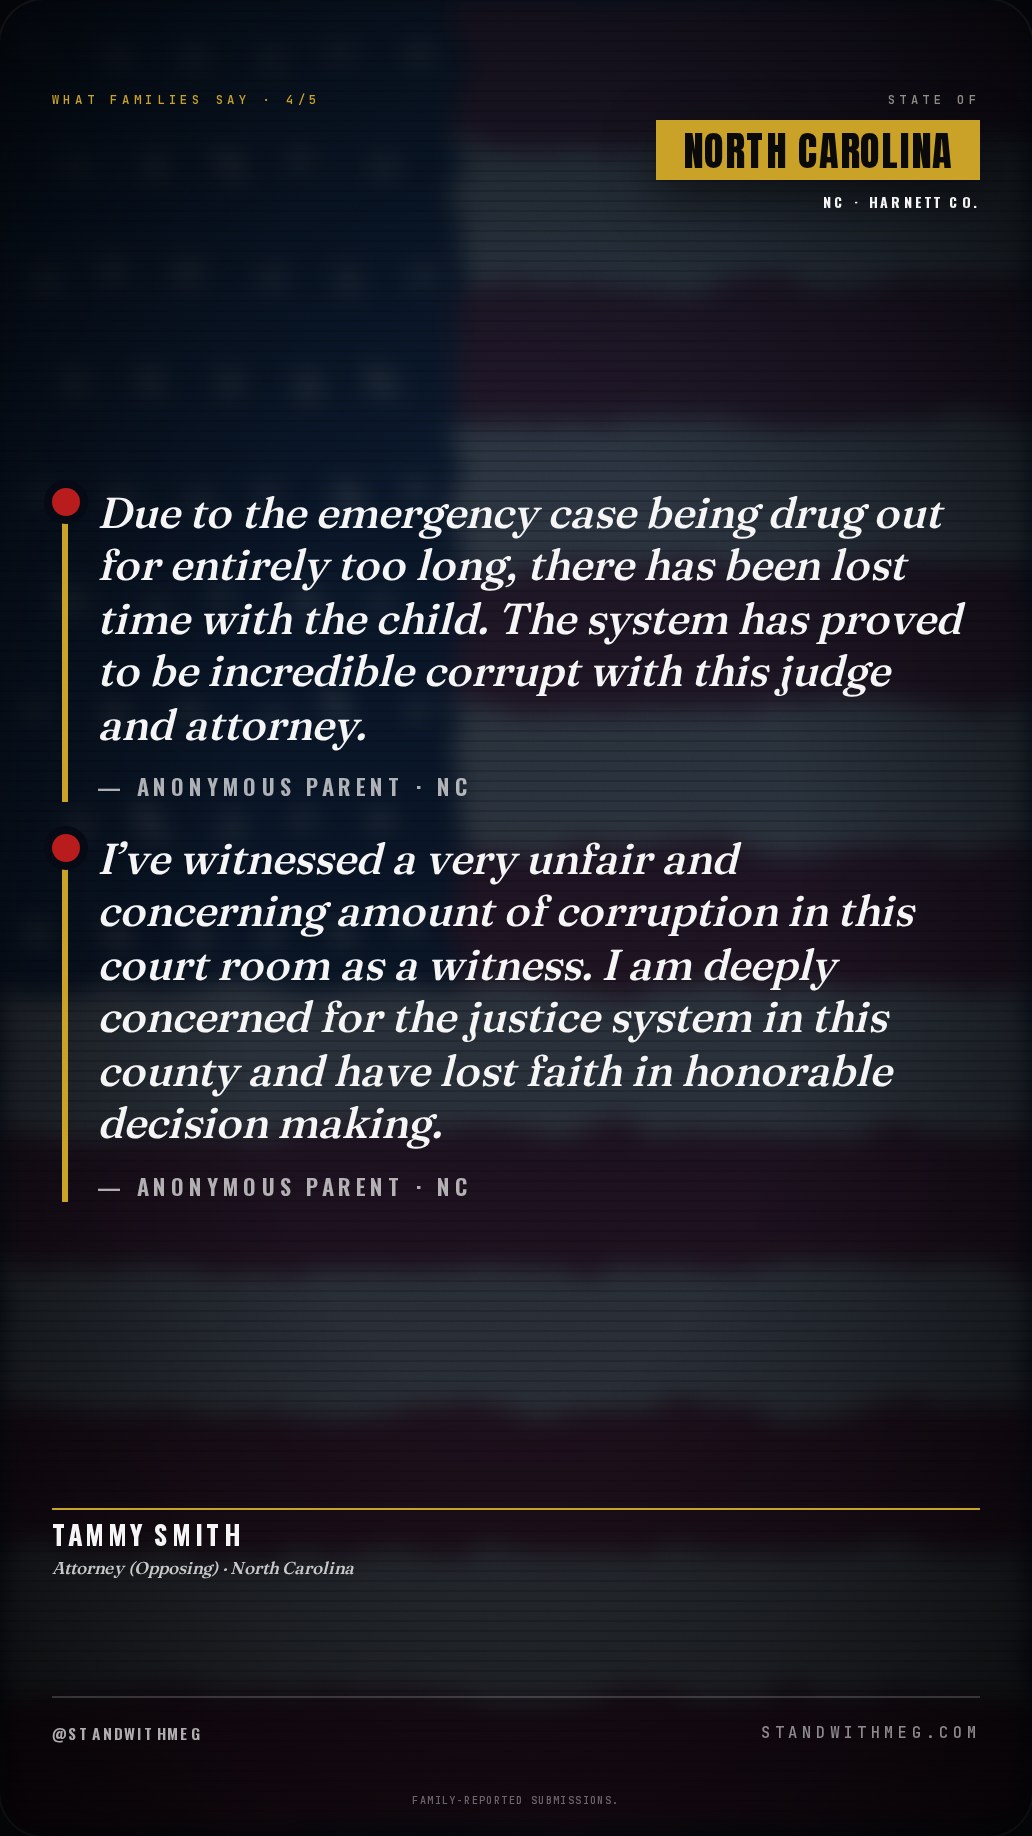 WHAT FAMILIES SAY · 4/5
STATE OF
NORTH CAROLINA
NC · HARNETT CO.
Due to the emergency case being drug out
for entirely too long, there has been lost
time with the child. The system has proved
to be incredible corrupt with this judge
and attorney.
— ANONYMOUS PARENT · NC
I’ve witnessed a very unfair and
concerning amount of corruption in this
court room as a witness. I am deeply
concerned for the justice system in this
county and have lost faith in honorable
decision making.
— ANONYMOUS PARENT · NC
TAMMY SMITH
Attorney (Opposing) · North Carolina
@STANDWITHMEG
STANDWITHMEG.COM
FAMILY-REPORTED SUBMISSIONS.